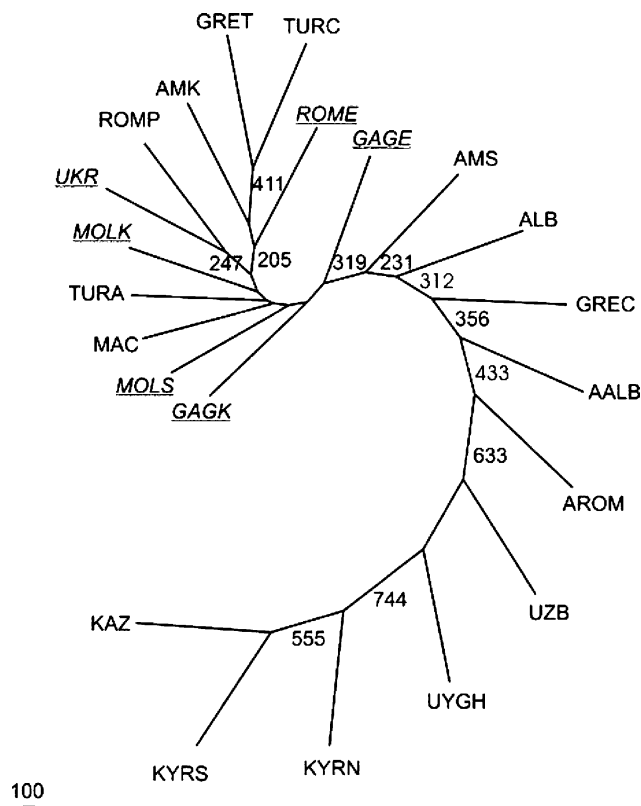 GRET
TURC
AMK
ROMP
ROME
GAGE
AMS
UKR
411
ALB
MOLK
247
205
319
231
312
TURA
GREC
356
MAC
433
MOLS
AALB
GAGK
633
AROM
UZB
744
KAZ
555
UYGH
KYRS
KYRN
100